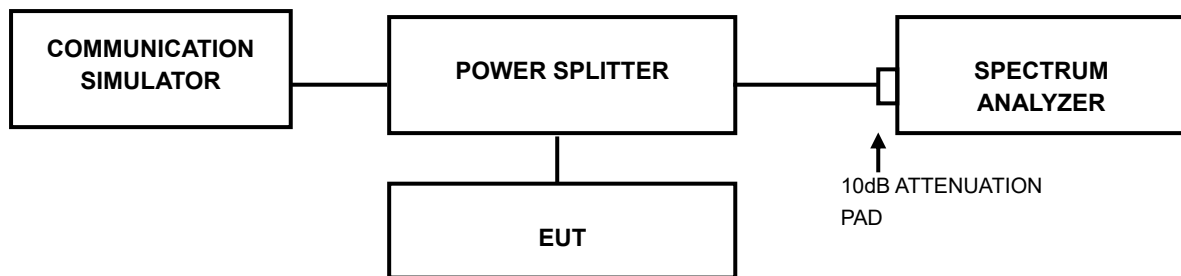 COMMUNICATION
SIMULATOR
POWER SPLITTER
SPECTRUM
ANALYZER
10dB ATTENUATION
PAD
EUT